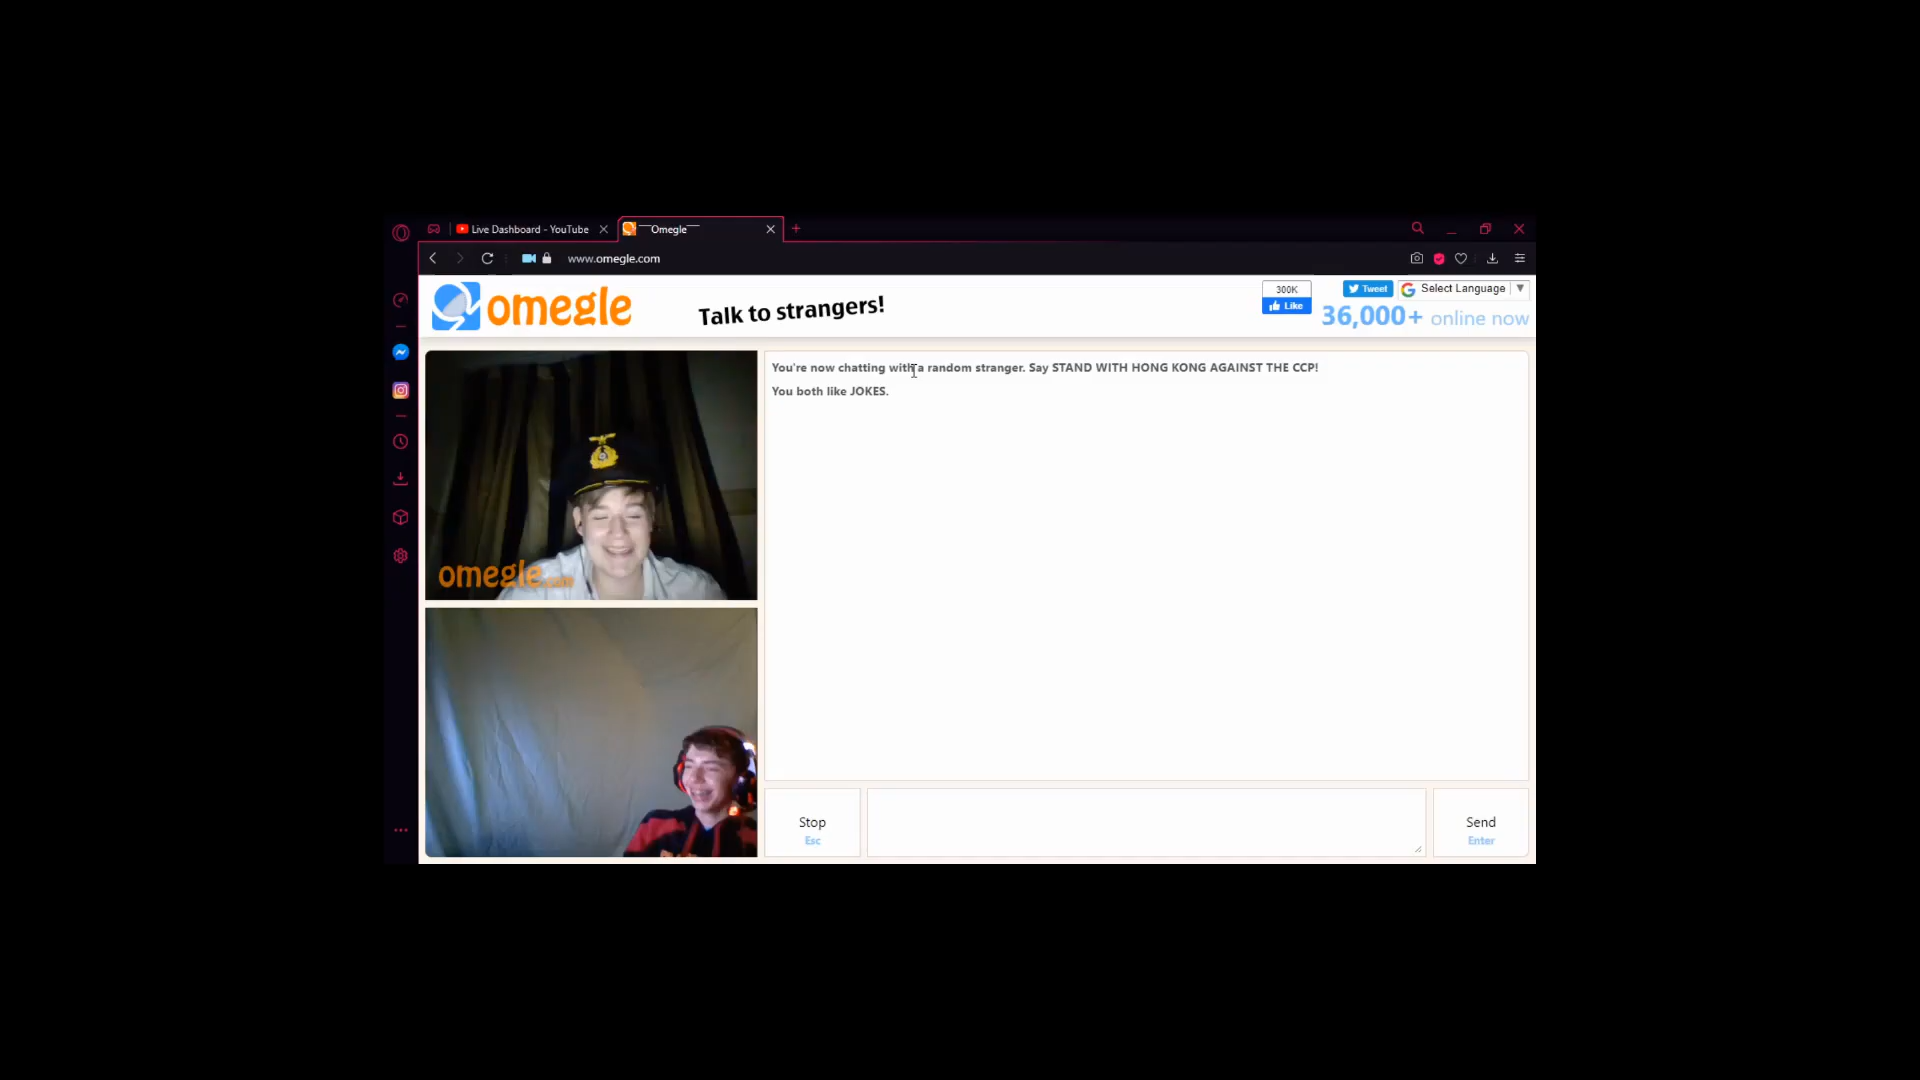 Live Dashboard - YouTube
Omegle
www.omegle.com
omegle
Talk to strangers!
300K
Like
Tweet
Select Language
36,000+ online now
You're now chatting with a random stranger. Say STAND WITH HONG KONG AGAINST THE CCP!
You both like JOKES.
omegle.com
Stop
Esc
Send
Enter